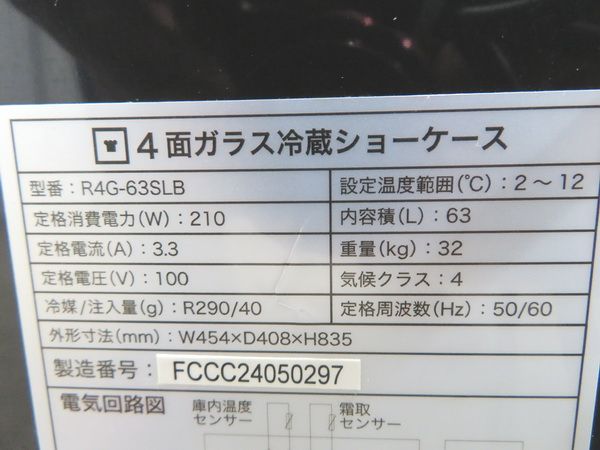 4面ガラス冷蔵ショーケース
型番：R4G-63SLB
設定温度範囲(℃)：2～12
定格消費電力(W)：210
内容積(L)：63
定格電流(A)：3.3
重量(kg)：32
定格電圧(V)：100
気候クラス：4
冷媒/注入量(g)：R290/40
定格周波数(Hz)：50/60
外形寸法(mm)：W454×D408×H835
製造番号：FCCC24050297
電気回路図
庫内温度
センサー
霜取
センサー